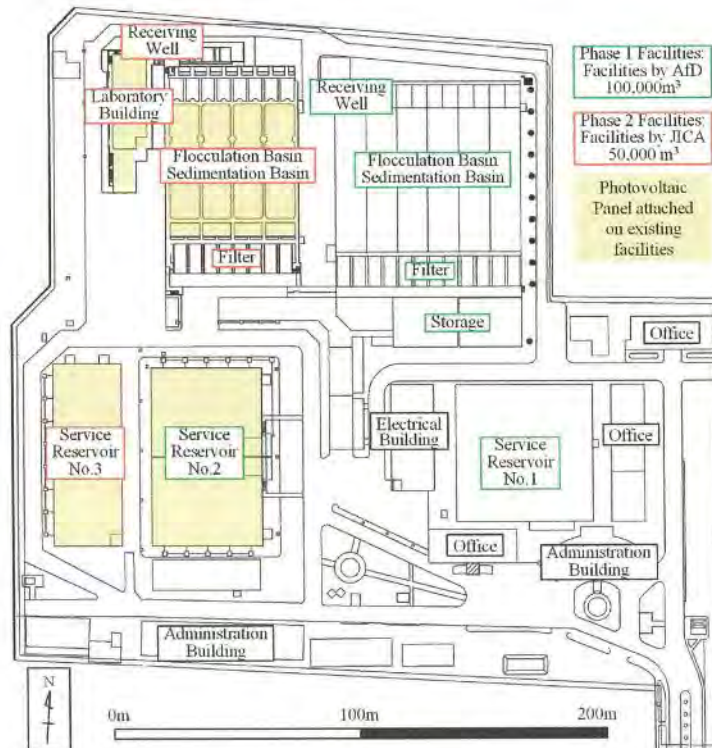 Receiving
Well
Laboratory
Building
Flocculation Basin
Sedimentation Basin
Filter
Receiving
Well
Flocculation Basin
Sedimentation Basin
Filter
Storage
Phase 1 Facilities:
Facilities by AfD
100,000m³
Phase 2 Facilities:
Facilities by JICA
50,000 m³
Photovoltaic
Panel attached
on existing
facilities
Office
Service
Reservoir
No.3
Service
Reservoir
No.2
Electrical
Building
Service
Reservoir
No.1
Office
Office
Administration
Building
Administration
Building
N
0m
100m
200m